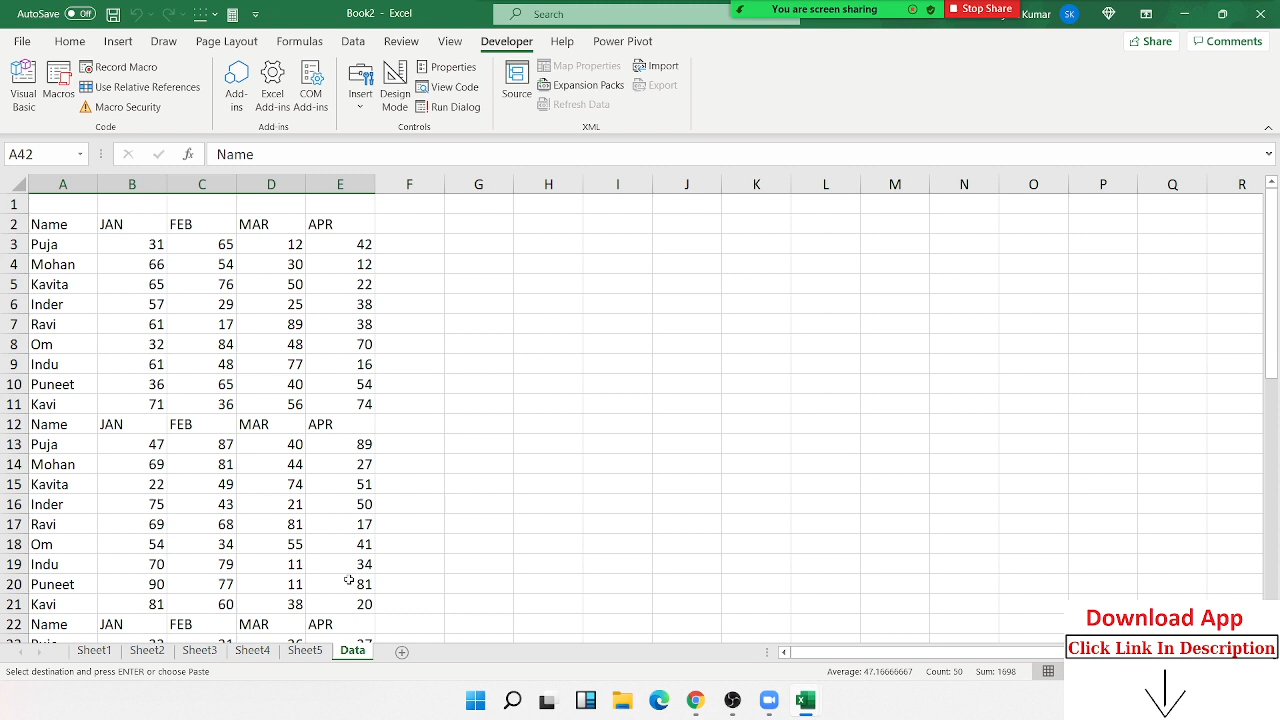 AutoSave Off Book2 - Excel Search You are screen sharing Stop Share Kumar SK
File Home Insert Draw Page Layout Formulas Data Review View Developer Help Power Pivot Share Comments
Visual Basic Macros Record Macro Use Relative References Macro Security Add-ins Excel Add-ins COM Add-ins Insert Design Mode Properties View Code Run Dialog Source Map Properties Expansion Packs Refresh Data Import Export
Code Add-ins Controls XML
A42 fx Name
A B C D E F G H I J K L M N O P Q R
1
2 Name JAN FEB MAR APR
3 Puja 31 65 12 42
4 Mohan 66 54 30 12
5 Kavita 65 76 50 22
6 Inder 57 29 25 38
7 Ravi 61 17 89 38
8 Om 32 84 48 70
9 Indu 61 48 77 16
10 Puneet 36 65 40 54
11 Kavi 71 36 56 74
12 Name JAN FEB MAR APR
13 Puja 47 87 40 89
14 Mohan 69 81 44 27
15 Kavita 22 49 74 51
16 Inder 75 43 21 50
17 Ravi 69 68 81 17
18 Om 54 34 55 41
19 Indu 70 79 11 34
20 Puneet 90 77 11 81
21 Kavi 81 60 38 20
22 Name JAN FEB MAR APR
Sheet1 Sheet2 Sheet3 Sheet4 Sheet5 Data
Select destination and press ENTER or choose Paste Average: 47.16666667 Count: 50 Sum: 1698
Download App
Click Link In Description